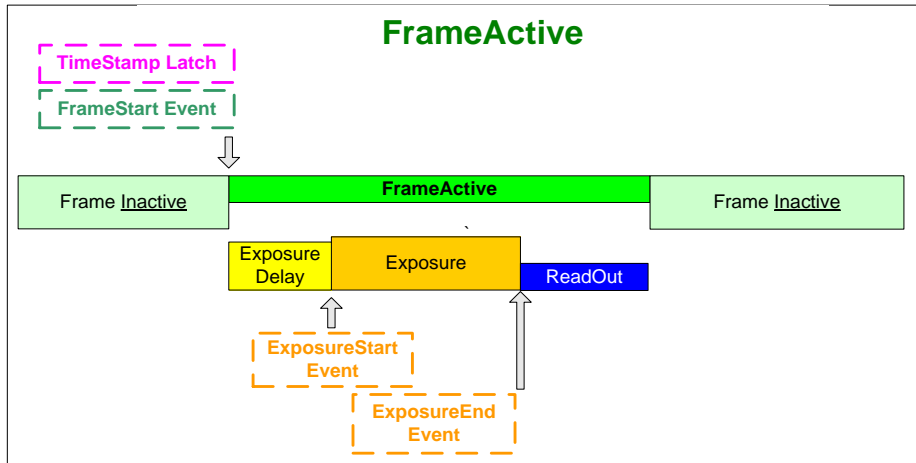 FrameActive
TimeStamp Latch
FrameStart Event
Frame Inactive
FrameActive
Frame Inactive
`
Exposure
Delay
Exposure
ReadOut
ExposureStart
Event
ExposureEnd
Event